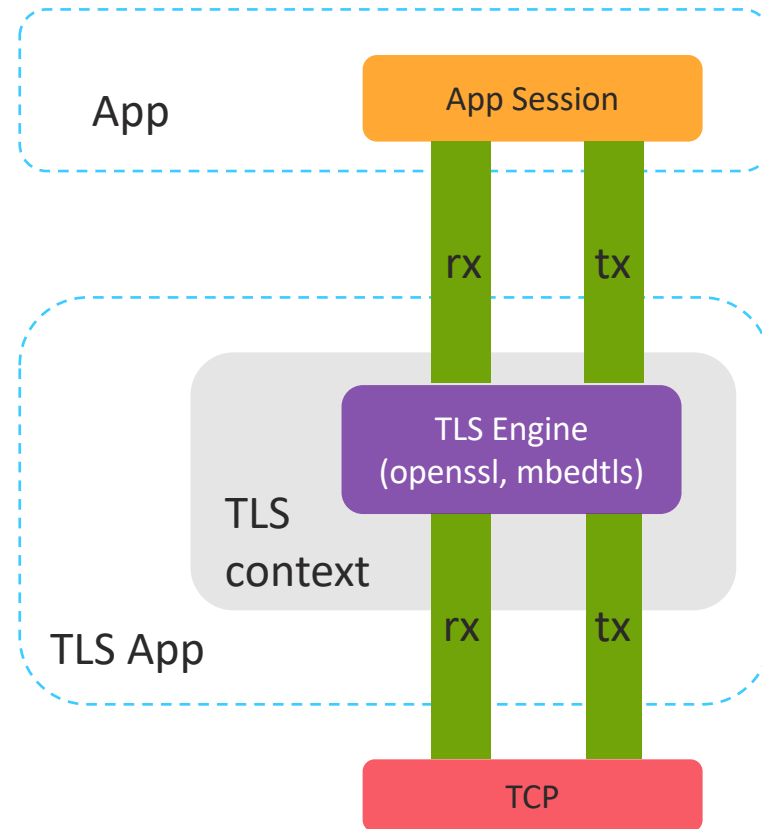 App Session
App
rx
tx
TLS Engine
(openssl, mbedtls)
TLS
context
rx
tx
TLS App
TCP